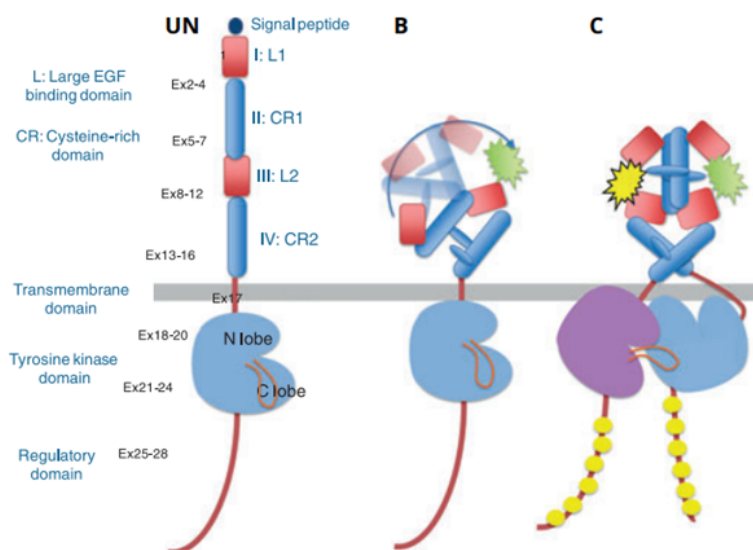 UN
B
C
Signal peptide
1
I: L1
L: Large EGF
binding domain
Ex2-4
II: CR1
CR: Cysteine-rich
domain
Ex5-7
III: L2
Ex8-12
IV: CR2
Ex13-16
Transmembrane
domain
Ex17
Ex18-20
N lobe
Tyrosine kinase
domain
Ex21-24
C lobe
Regulatory
domain
Ex25-28